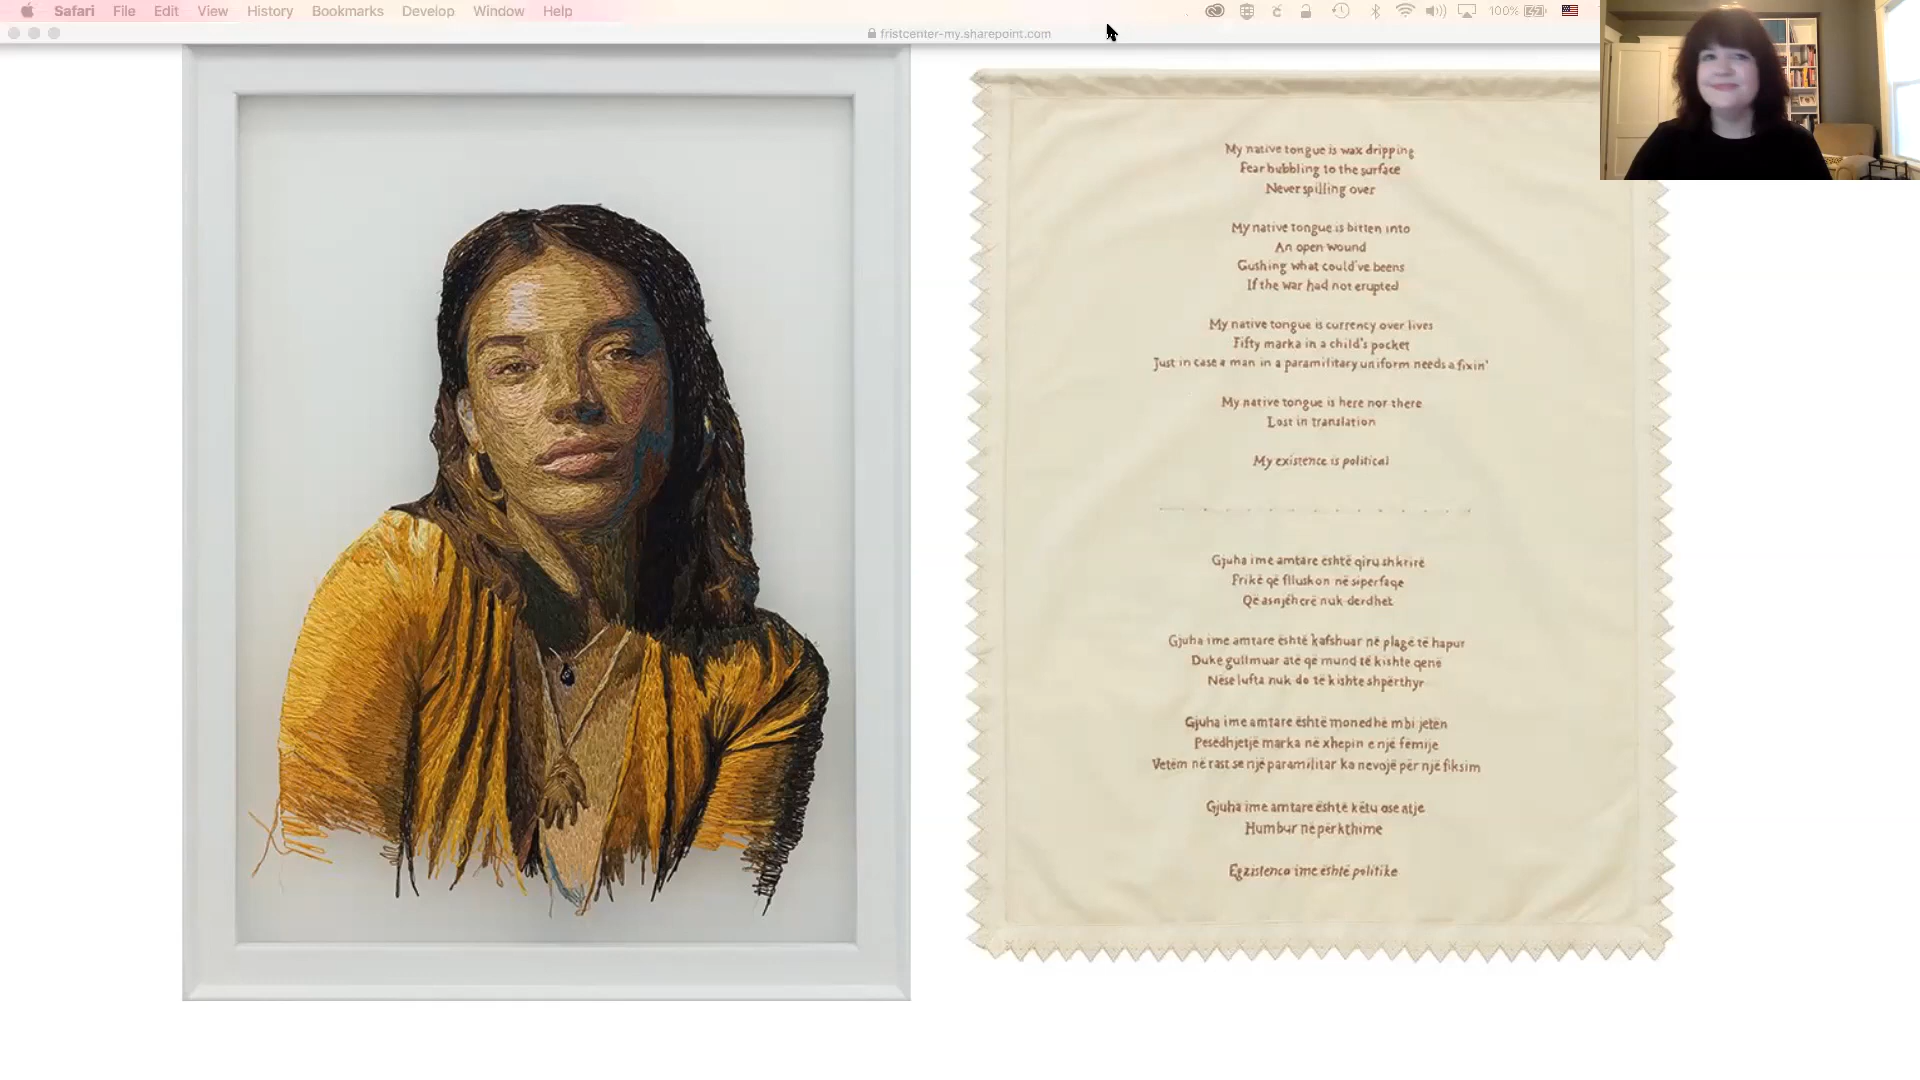 Safari File Edit View History Bookmarks Develop Window Help
100%
fristcenter-my.sharepoint.com
My native tongue is wax dripping
Fear bubbling to the surface
Never spilling over
My native tongue is bitten into
An open wound
Gushing what could've beens
If the war had not erupted
My native tongue is currency over lives
Fifty marka in a child's pocket
Just in case a man in a paramilitary uniform needs a fixin'
My native tongue is here nor there
Lost in translation
My existence is political
Gjuha ime amtare është qiru shkrirë
Frikë që flluskon në siperfaqe
Që asnjëherë nuk derdhet
Gjuha ime amtare është kafshuar në plagë të hapur
Duke gullmuar atë që mund të kishte qenë
Nëse lufta nuk do të kishte shpërthyr
Gjuha ime amtare është monedhë mbi jetën
Pesëdhjetjë marka në xhepin e një fëmije
Vetëm në rast se një paramilitar ka nevojë për një fiksim
Gjuha ime amtare është këtu ose atje
Humbur në përkthime
Egzistenca ime është politike